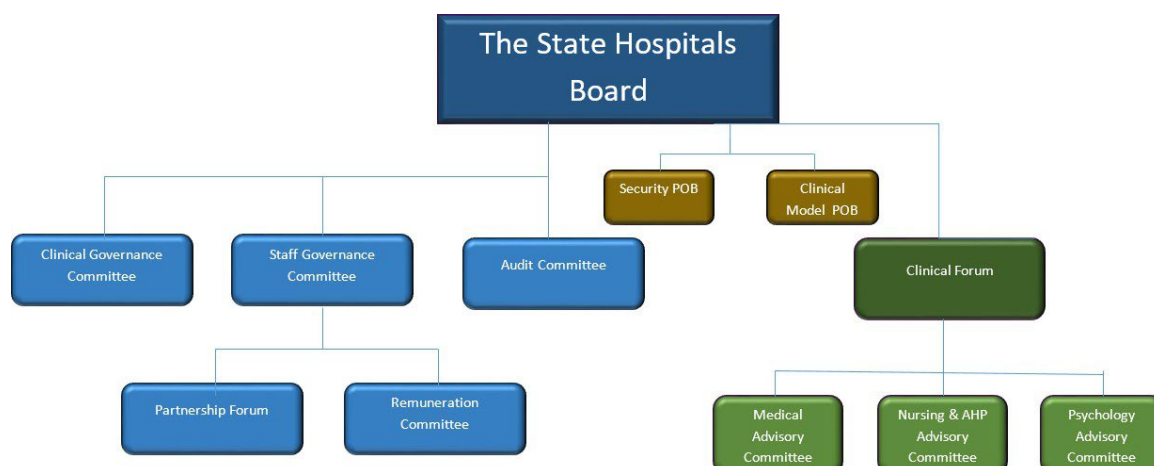 The State Hospitals
Board
Security POB
Clinical
Model POB
Clinical Governance
Committee
Staff Governance
Committee
Audit Committee
Clinical Forum
Partnership Forum
Remuneration
Committee
Medical
Advisory
Committee
Nursing & AHP
Advisory
Committee
Psychology
Advisory
Committee